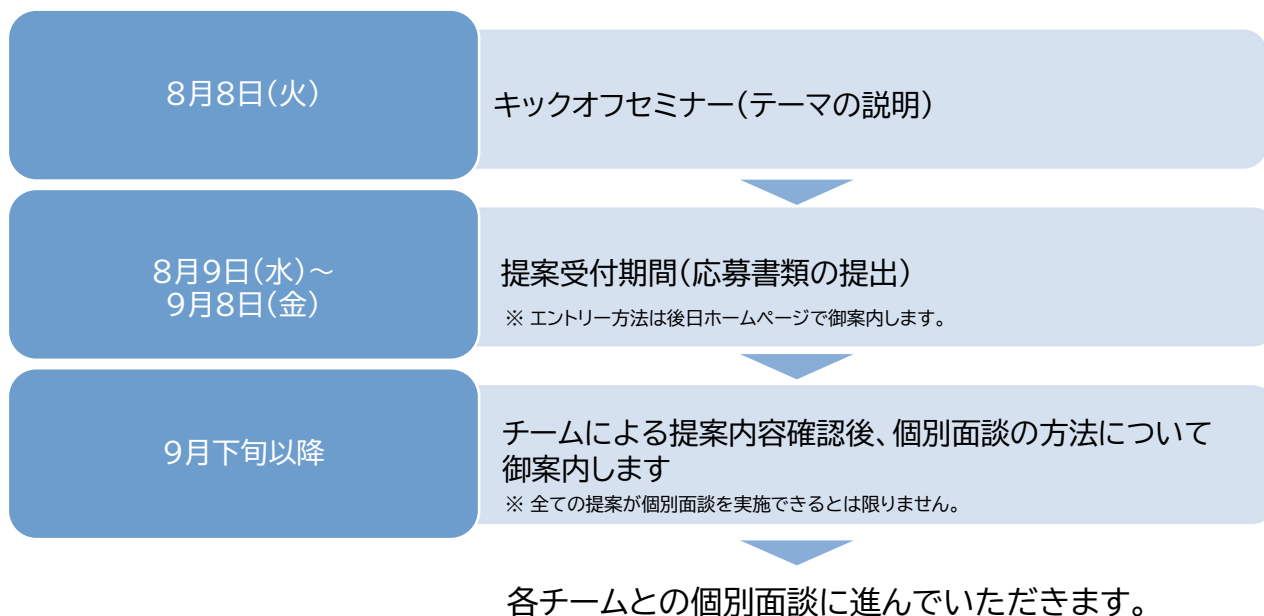 8月8日(火)
キックオフセミナー(テーマの説明)
8月9日(水)～
9月8日(金)
提案受付期間(応募書類の提出)
※ エントリー方法は後日ホームページで御案内します。
9月下旬以降
チームによる提案内容確認後、個別面談の方法について
御案内します
※ 全ての提案が個別面談を実施できるとは限りません。
各チームとの個別面談に進んでいただきます。